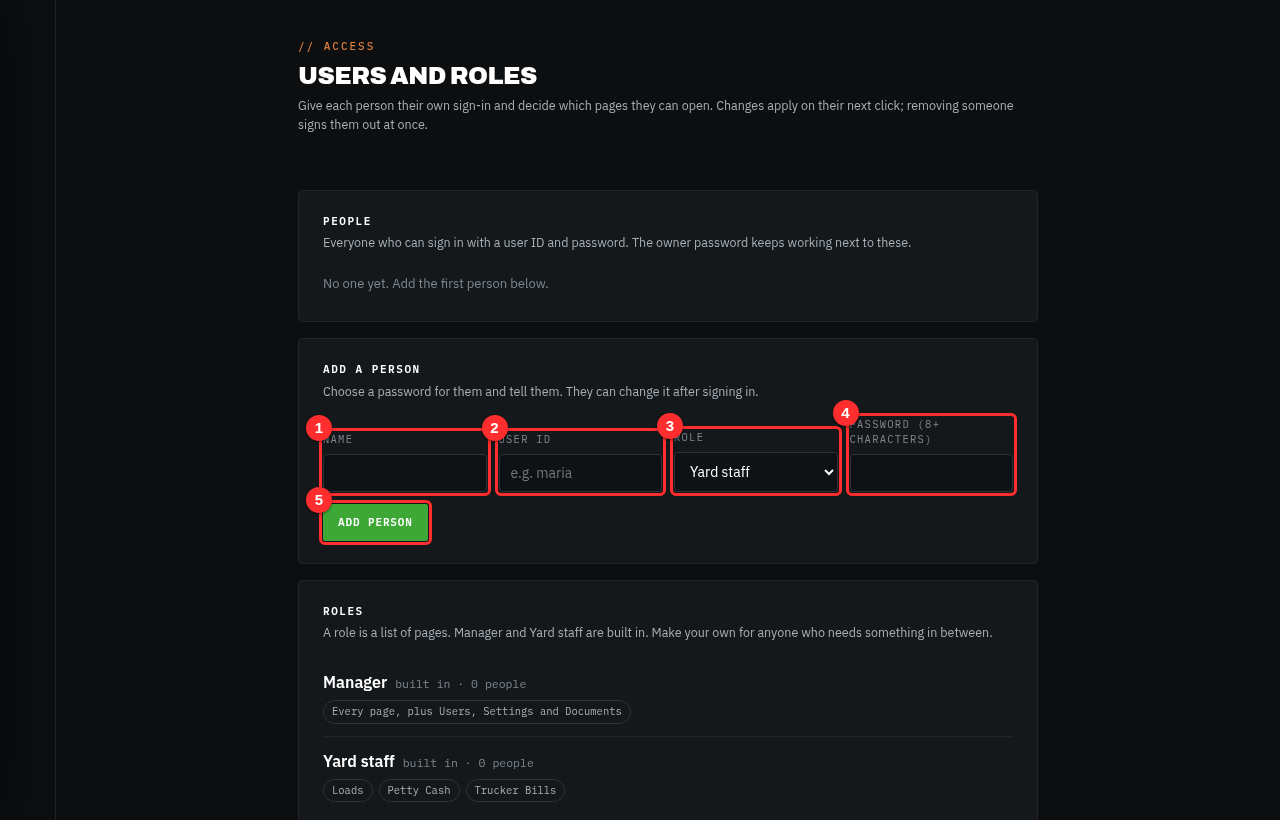 // ACCESS
USERS AND ROLES
Give each person their own sign-in and decide which pages they can open. Changes apply on their next click; removing someone
signs them out at once.
PEOPLE
Everyone who can sign in with a user ID and password. The owner password keeps working next to these.
No one yet. Add the first person below.
ADD A PERSON
Choose a password for them and tell them. They can change it after signing in.
1 NAME
2 USER ID
3 ROLE
4 PASSWORD (8+
CHARACTERS)
e.g. maria
Yard staff
5
ADD PERSON
ROLES
A role is a list of pages. Manager and Yard staff are built in. Make your own for anyone who needs something in between.
Manager built in · 0 people
Every page, plus Users, Settings and Documents
Yard staff built in · 0 people
Loads Petty Cash Trucker Bills